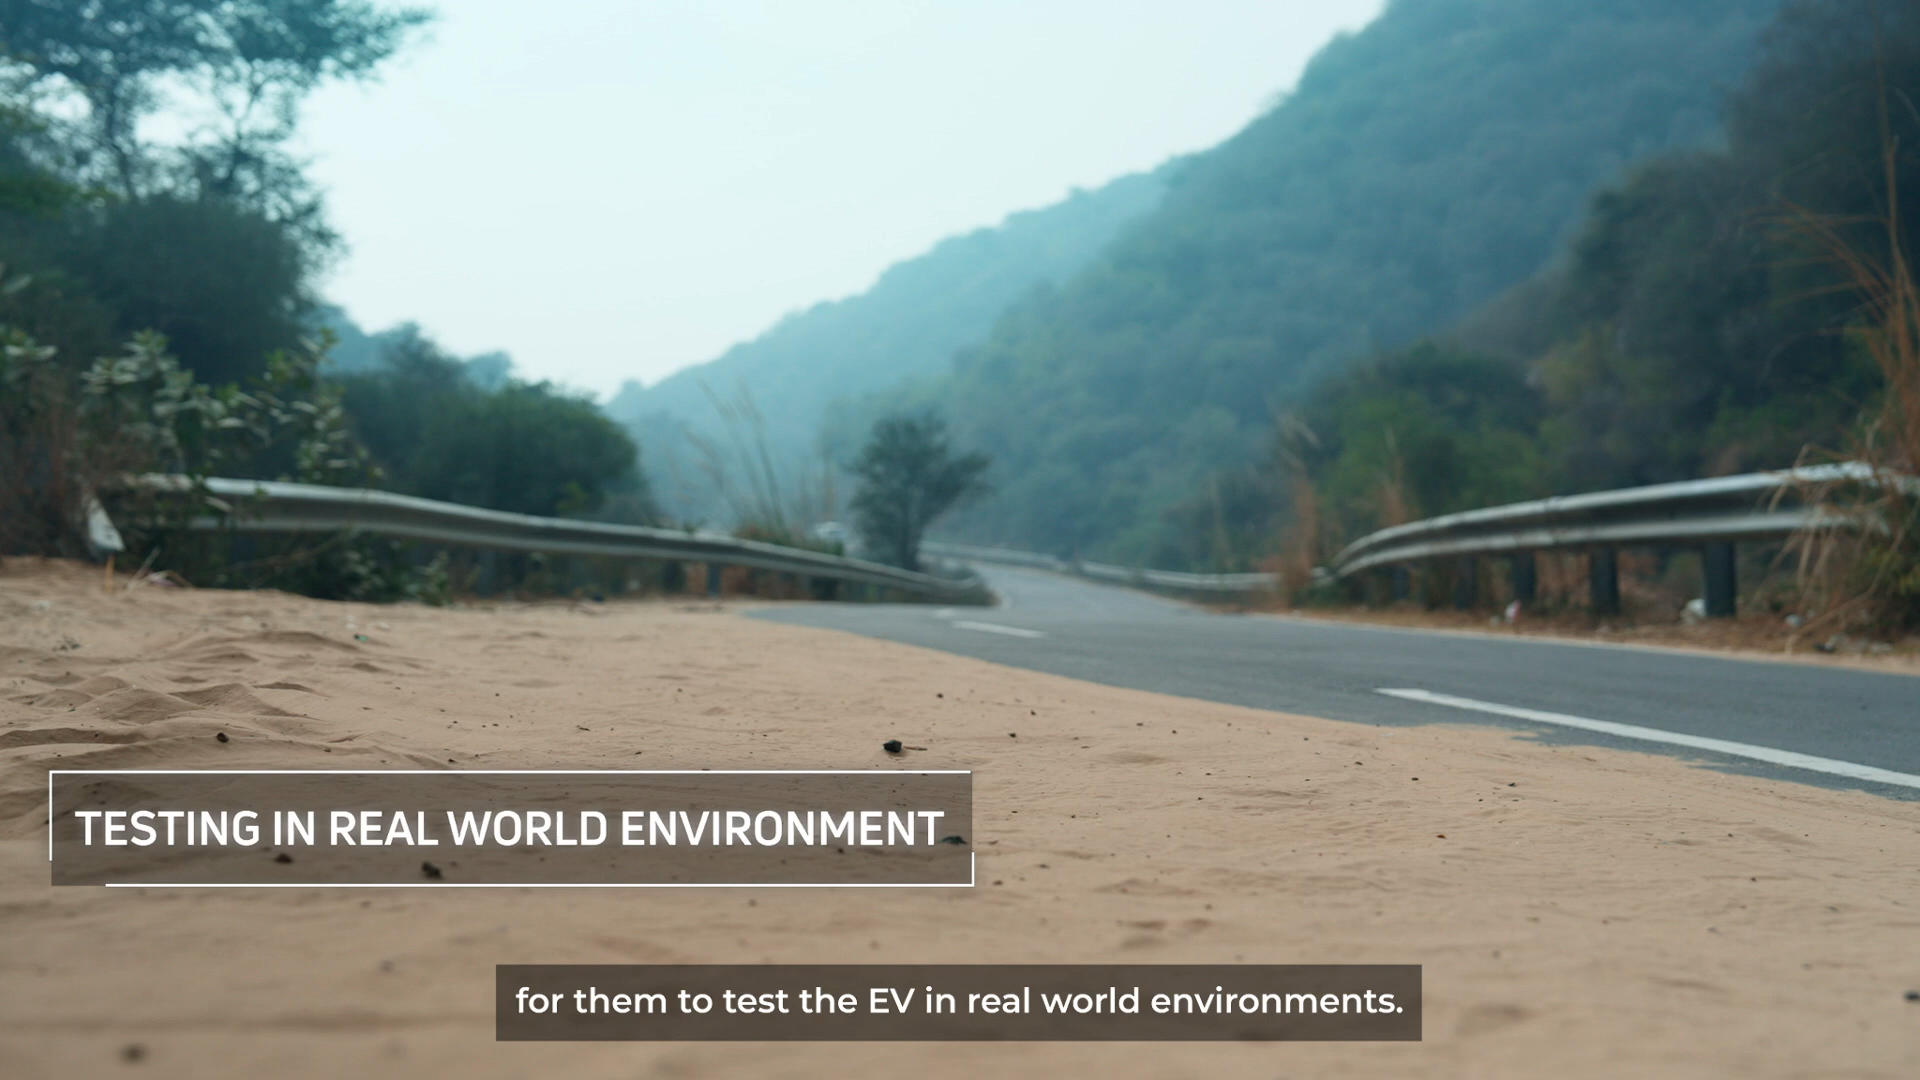 TESTING IN REAL WORLD ENVIRONMENT
for them to test the EV in real world environments.